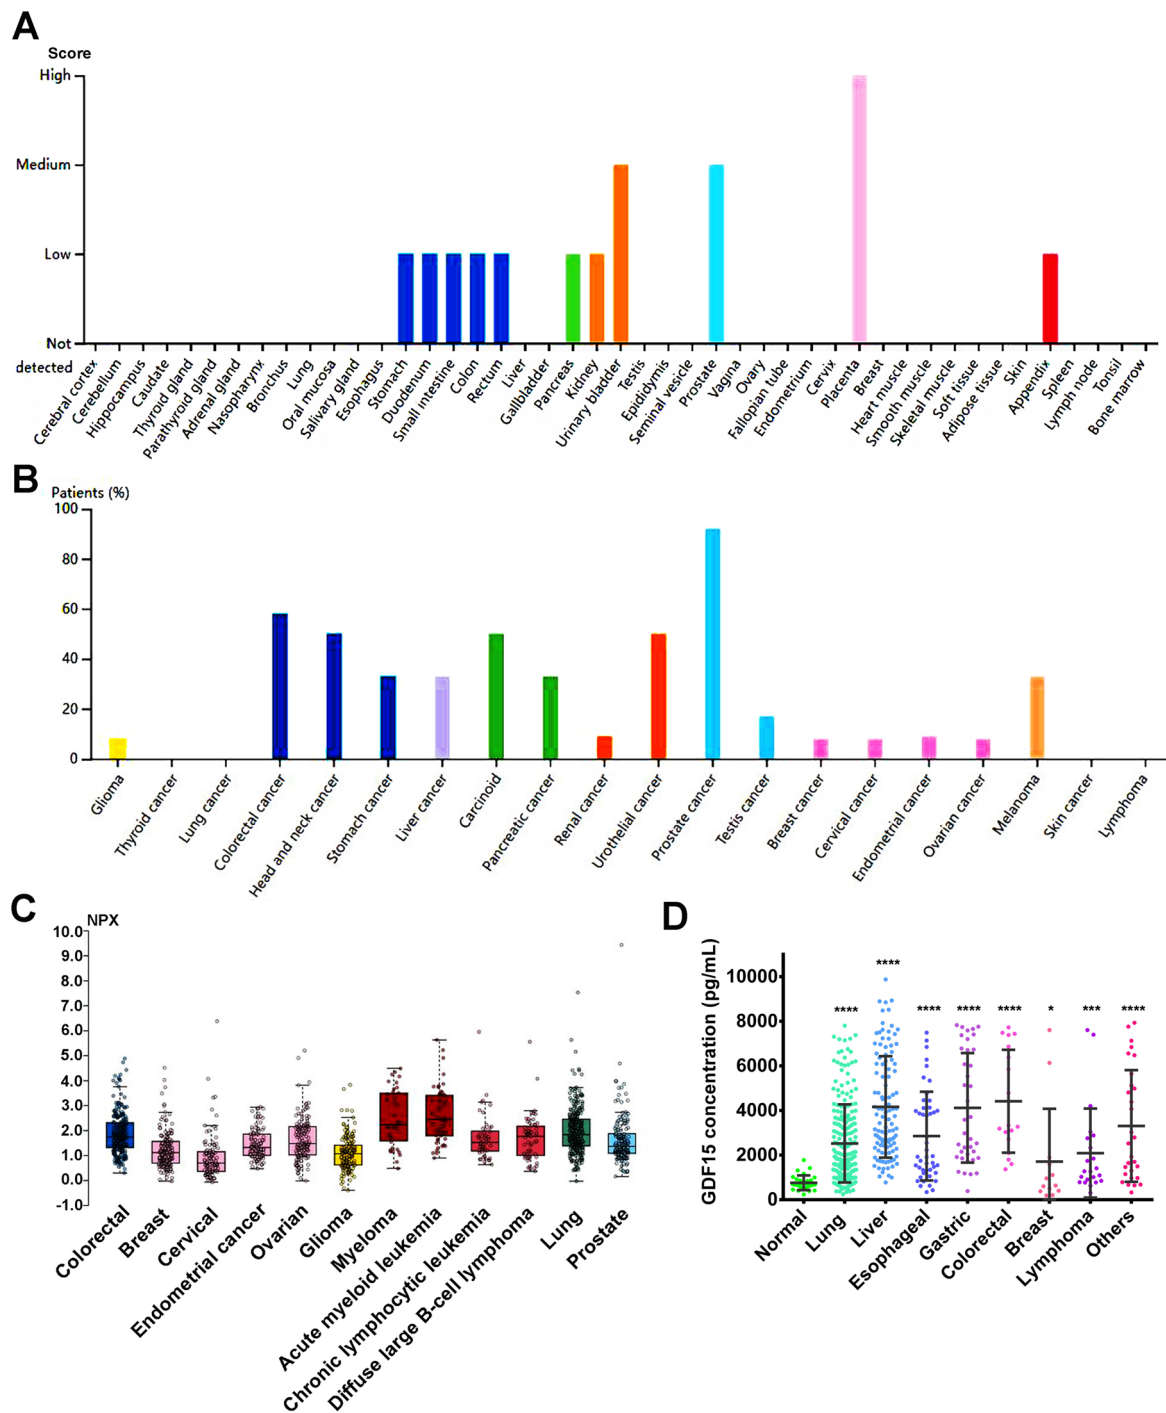 A
Score
High
Medium
Low
Not
detected
Cerebral cortex
Cerebellum
Hippocampus
Caudate
Thyroid gland
Parathyroid gland
Adrenal gland
Nasopharynx
Bronchus
Lung
Oral mucosa
Salivary gland
Esophagus
Stomach
Duodenum
Small intestine
Colon
Rectum
Liver
Gallbladder
Pancreas
Kidney
Urinary bladder
Testis
Epididymis
Seminal vesicle
Prostate
Vagina
Ovary
Fallopian tube
Endometrium
Cervix
Placenta
Breast
Heart muscle
Smooth muscle
Skeletal muscle
Soft tissue
Adipose tissue
Skin
Appendix
Spleen
Lymph node
Tonsil
Bone marrow
B
Patients (%)
100
80
60
40
20
0
Glioma
Thyroid cancer
Lung cancer
Colorectal cancer
Head and neck cancer
Stomach cancer
Liver cancer
Carcinoid
Pancreatic cancer
Renal cancer
Urothelial cancer
Prostate cancer
Testis cancer
Breast cancer
Cervical cancer
Endometrial cancer
Ovarian cancer
Melanoma
Skin cancer
Lymphoma
C
NPX
10.0
9.0
8.0
7.0
6.0
5.0
4.0
3.0
2.0
1.0
0.0
-1.0
Colorectal
Breast
Cervical
Endometrial cancer
Ovarian
Glioma
Myeloma
Acute myeloid leukemia
Chronic lymphocytic leukemia
Diffuse large B-cell lymphoma
Lung
Prostate
D
GDF15 concentration (pg/mL)
10000
8000
6000
4000
2000
0
****
****
****
****
****
*
***
****
Normal
Lung
Liver
Esophageal
Gastric
Colorectal
Breast
Lymphoma
Others